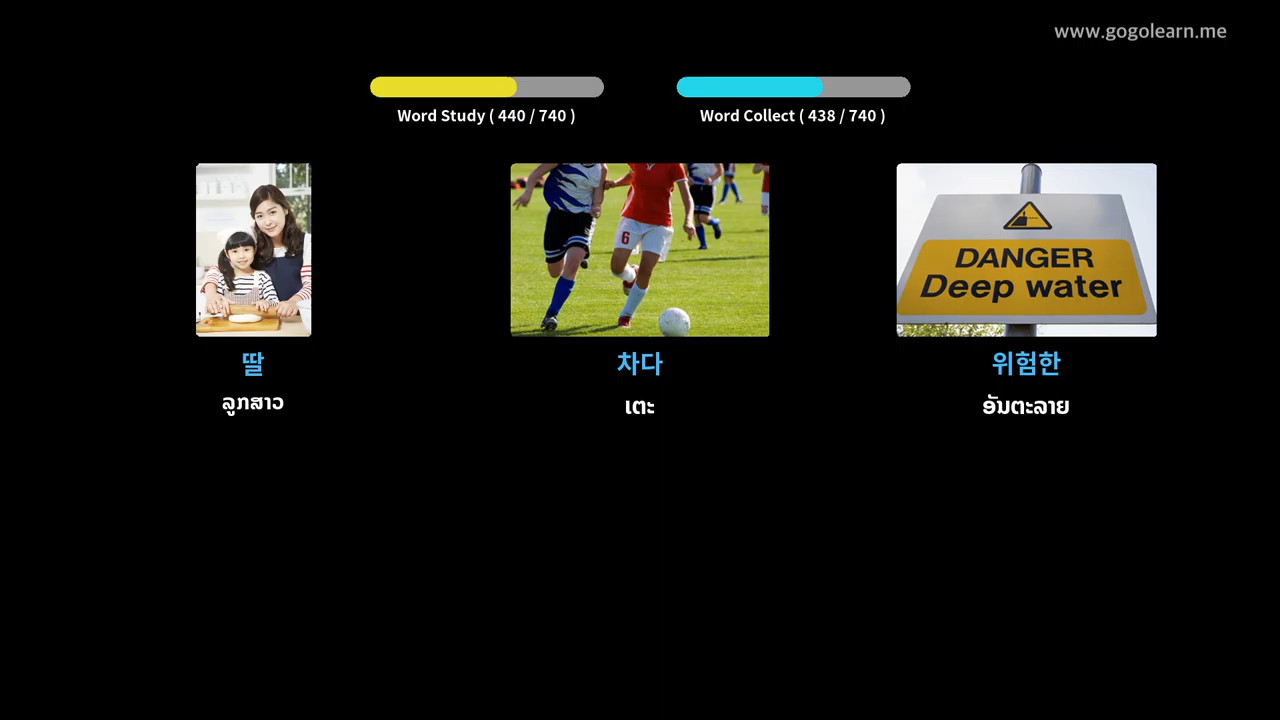 www.gogolearn.me
Word Study ( 440 / 740 )
Word Collect ( 438 / 740 )
6
DANGER
Deep water
딸
차다
위험한
ລູກສາວ
ເຕະ
ອັນຕະລາຍ